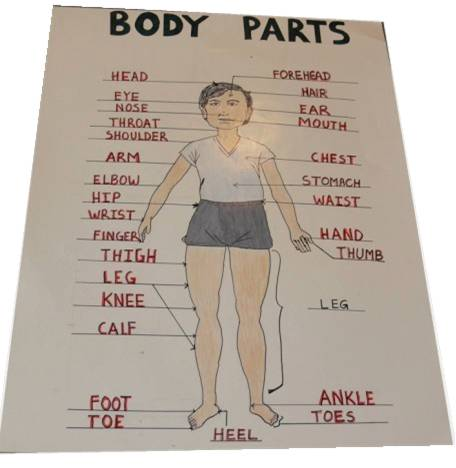 BODY PARTS
HEAD
EYE
NOSE
THROAT
SHOULDER
ARM
ELBOW
HIP
WRIST
FINGER
THIGH
LEG
KNEE
CALF
FOOT
TOE
FOREHEAD
HAIR
EAR
MOUTH
CHEST
STOMACH
WAIST
HAND
THUMB
LEG
ANKLE
TOES
HEEL